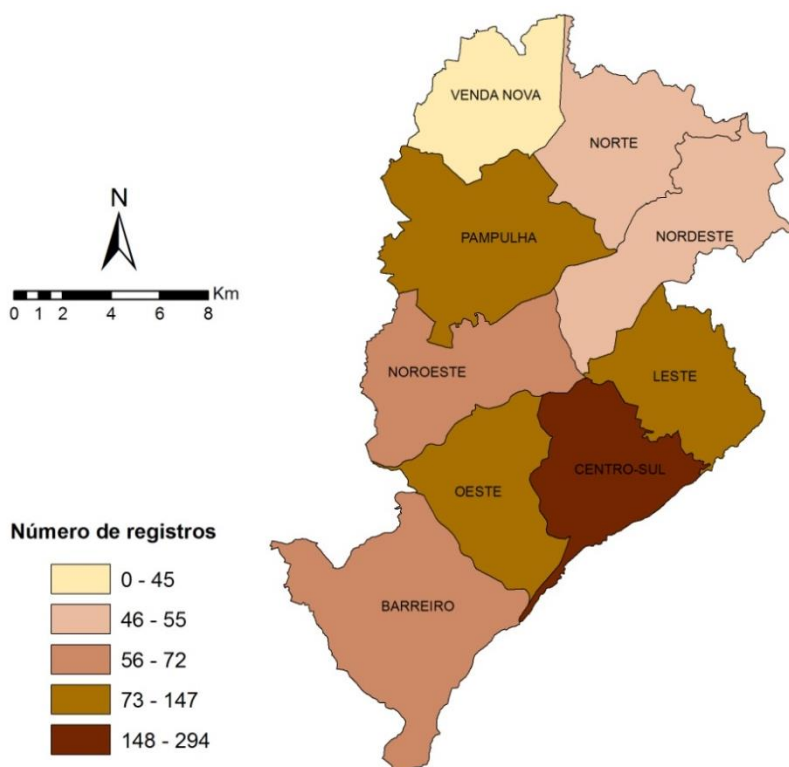 VENDA NOVA
NORTE
N
PAMPULHA
NORDESTE
Km
0 1 2 4 6 8
NOROESTE
LESTE
CENTRO-SUL
OESTE
Número de registros
0 - 45
46 - 55
BARREIRO
56 - 72
73 - 147
148 - 294